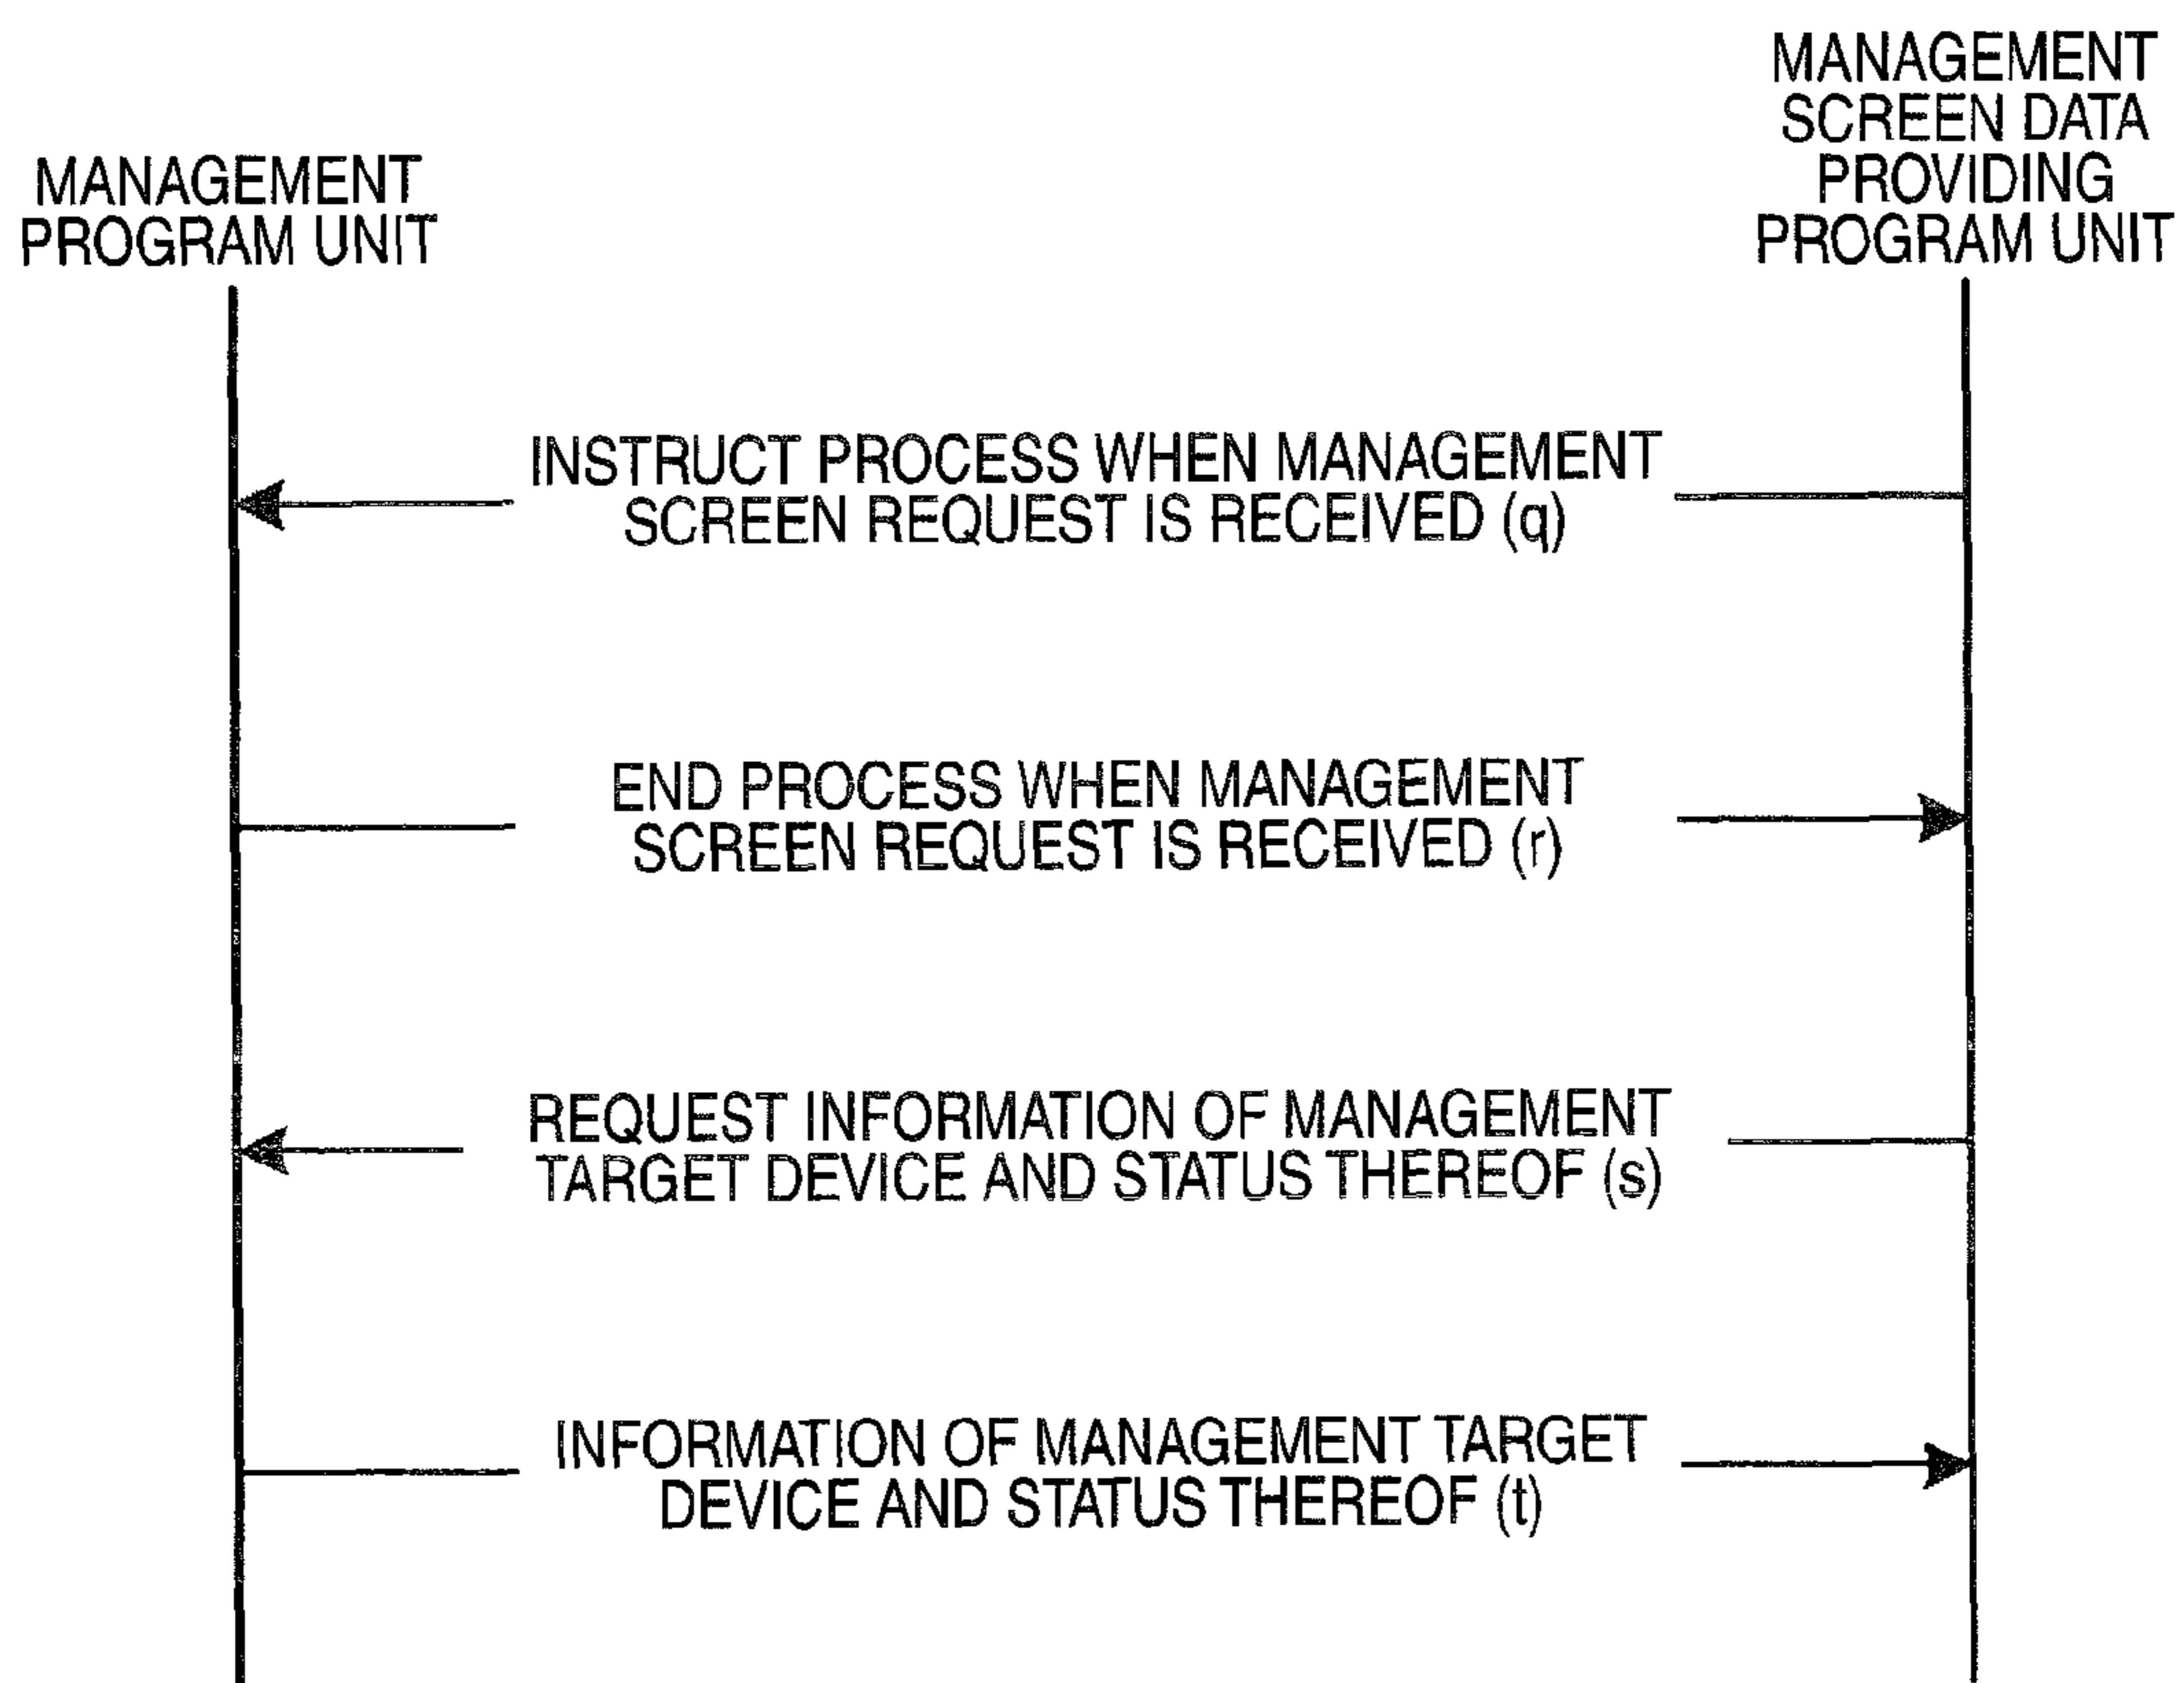 MANAGEMENT
PROGRAM UNIT
MANAGEMENT
SCREEN DATA
PROVIDING
PROGRAM UNIT
INSTRUCT PROCESS WHEN MANAGEMENT
SCREEN REQUEST IS RECEIVED (q)
END PROCESS WHEN MANAGEMENT
SCREEN REQUEST IS RECEIVED (r)
REQUEST INFORMATION OF MANAGEMENT
TARGET DEVICE AND STATUS THEREOF (s)
INFORMATION OF MANAGEMENT TARGET
DEVICE AND STATUS THEREOF (t)